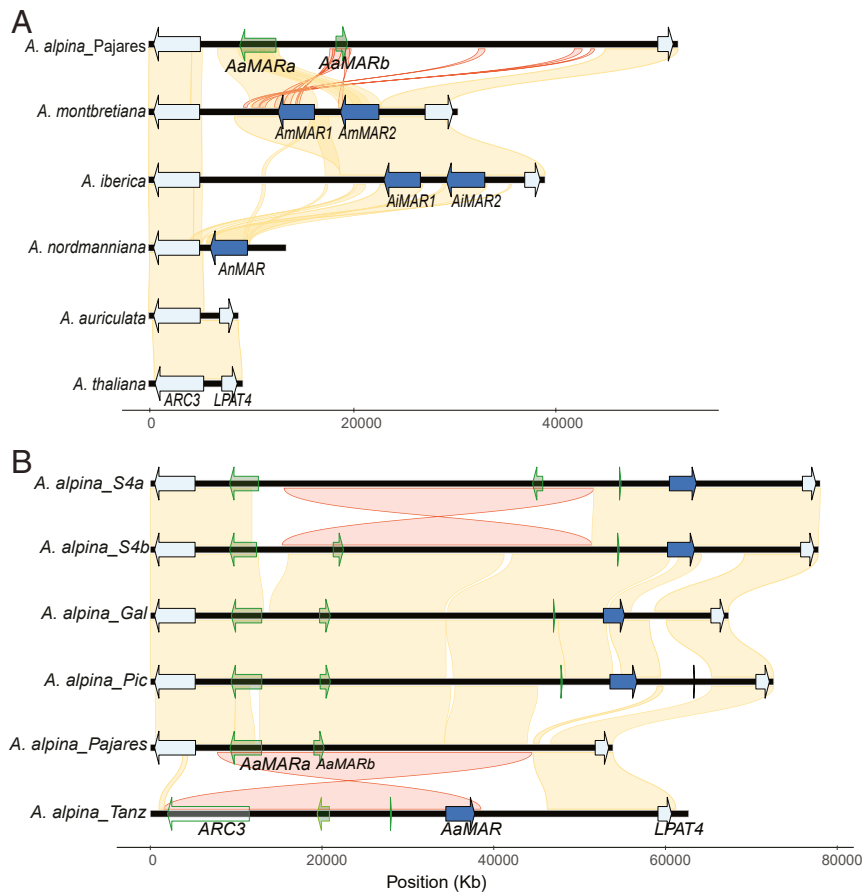 A
A. alpina_Pajares
AaMARa
AaMARb
A. montbretiana
AmMAR1
AmMAR2
A. iberica
AiMAR1
AiMAR2
A. nordmanniana
AnMAR
A. auriculata
A. thaliana
ARC3
LPAT4
0
20000
40000
B
A. alpina_S4a
A. alpina_S4b
A. alpina_Gal
A. alpina_Pic
A. alpina_Pajares
AaMARa
AaMARb
A. alpina_Tanz
ARC3
AaMAR
LPAT4
0
20000
40000
60000
80000
Position (Kb)